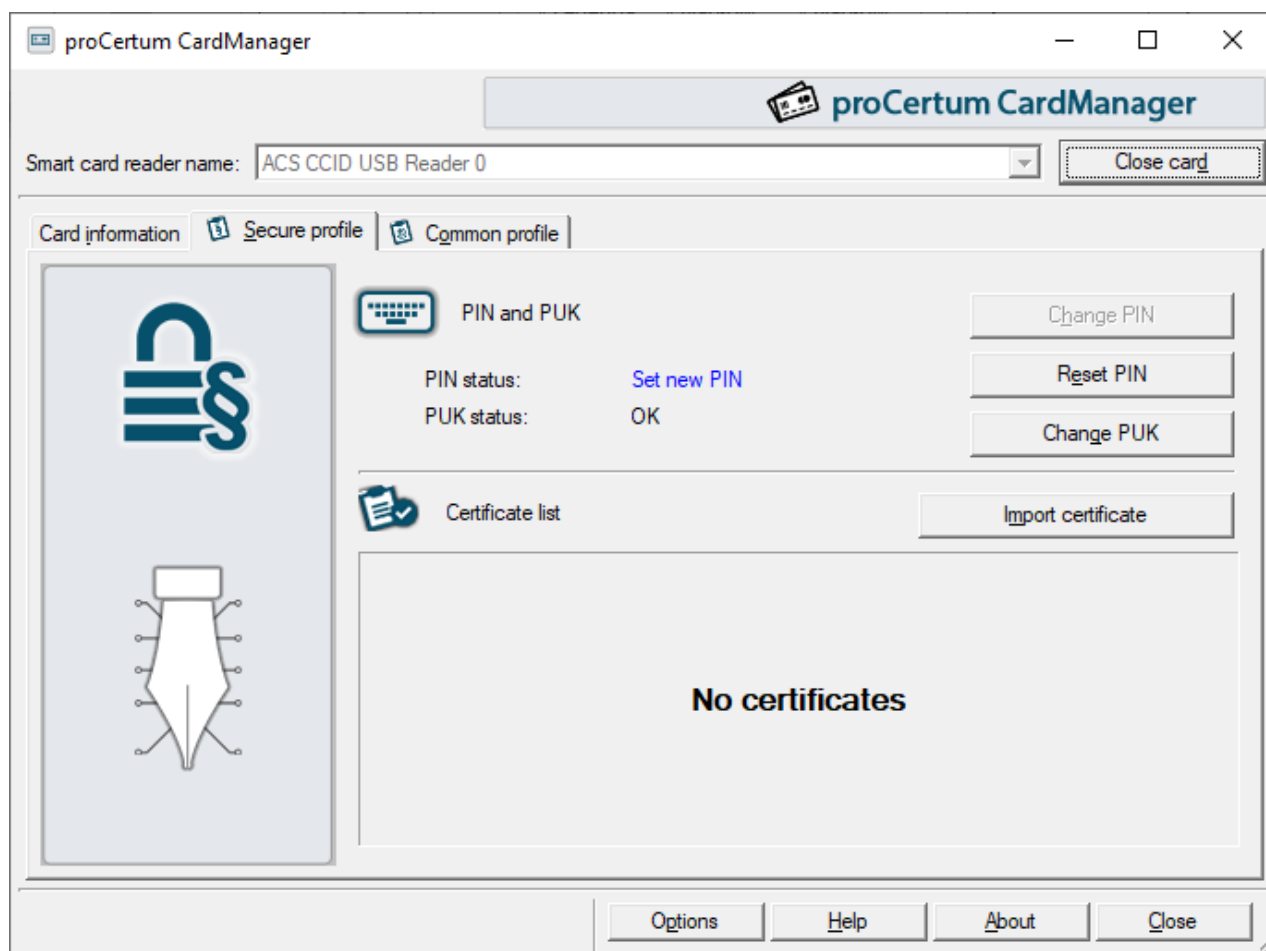 proCertum CardManager
proCertum CardManager
Smart card reader name: ACS CCID USB Reader 0 Close card
Card information Secure profile Common profile
PIN and PUK Change PIN
PIN status: Set new PIN Reset PIN
PUK status: OK Change PUK
Certificate list Import certificate
No certificates
Options Help About Close